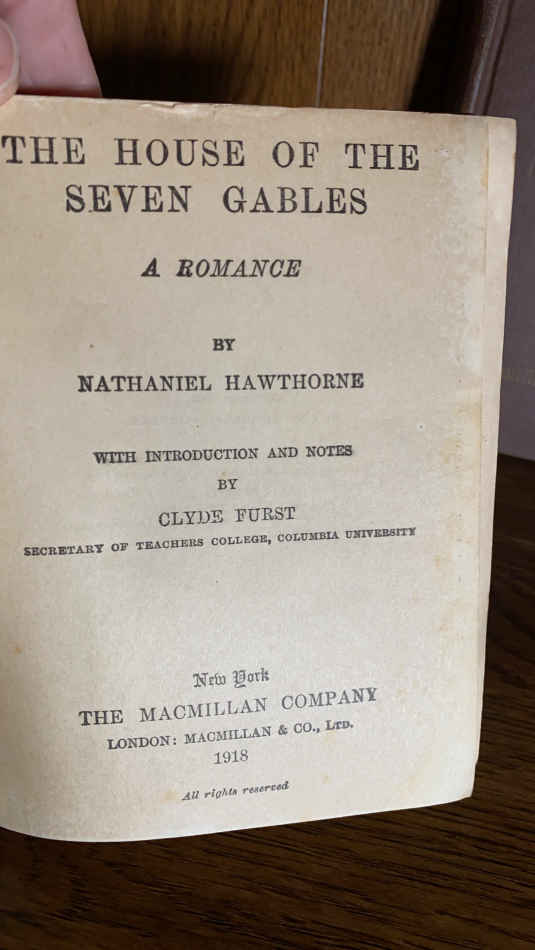 THE HOUSE OF THE
SEVEN GABLES
A ROMANCE
BY
NATHANIEL HAWTHORNE
WITH INTRODUCTION AND NOTES
BY
CLYDE FURST
SECRETARY OF TEACHERS COLLEGE, COLUMBIA UNIVERSITY
New York
THE MACMILLAN COMPANY
LONDON: MACMILLAN & CO., LTD.
1918
All rights reserved